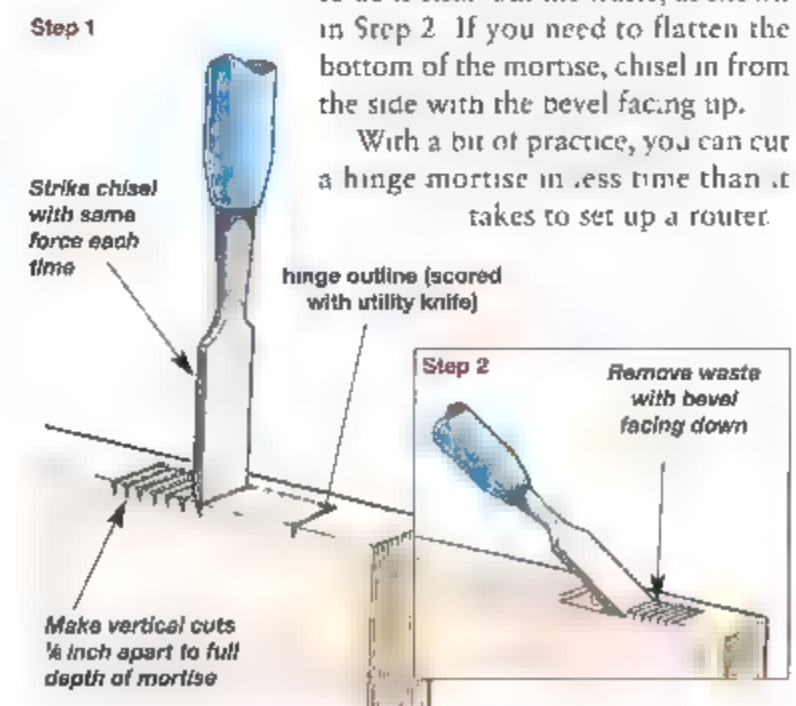 Step 1
in Step 2 If you need to flatten the
bottom of the mortise, chisel in from
the side with the bevel facing up.
With a bit of practice, you can cut
a hinge mortise in less time than it
takes to set up a router.
Strike chisel
with same
force each
time
hinge outline (scored
with utility knife)
Step 2
Remove waste
with bevel
facing down
Make vertical cuts
inch apart to full
depth of mortise